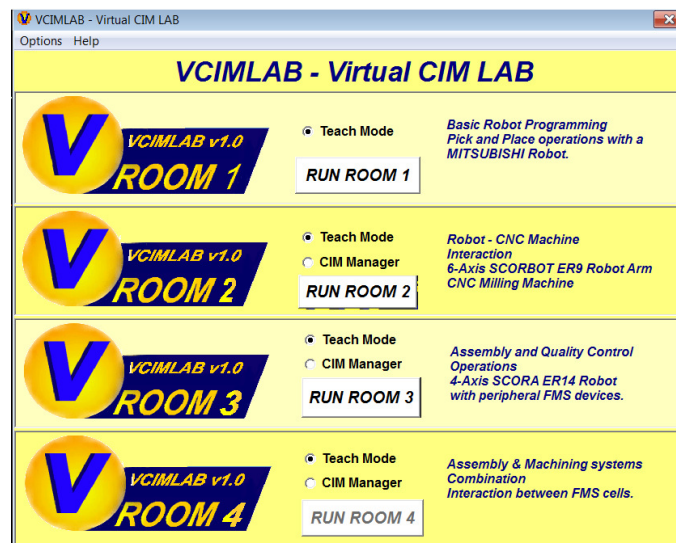 VCIMLAB - Virtual CIM LAB
Options Help
VCIMLAB - Virtual CIM LAB
V
VCIMLAB v1.0
ROOM 1
Teach Mode
RUN ROOM 1
Basic Robot Programming
Pick and Place operations with a
MITSUBISHI Robot.
V
VCIMLAB v1.0
ROOM 2
Teach Mode
CIM Manager
RUN ROOM 2
Robot - CNC Machine
Interaction
6-Axis SCORBOT ER9 Robot Arm
CNC Milling Machine
V
VCIMLAB v1.0
ROOM 3
Teach Mode
CIM Manager
RUN ROOM 3
Assembly and Quality Control
Operations
4-Axis SCORA ER14 Robot
with peripheral FMS devices.
V
VCIMLAB v1.0
ROOM 4
Teach Mode
CIM Manager
RUN ROOM 4
Assembly & Machining systems
Combination
Interaction between FMS cells.